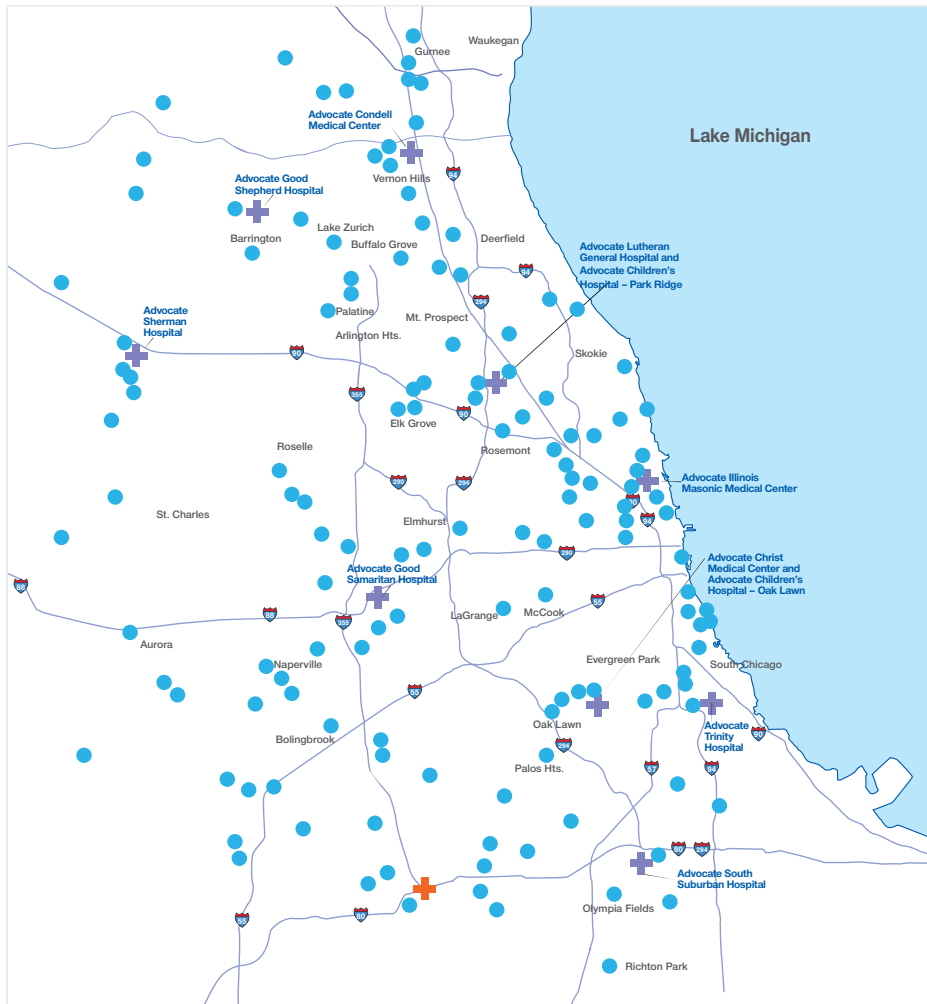 Waukegan
Gurnee
Advocate Condell
Medical Center
Lake Michigan
94
Vernon Hills
Advocate Good
Shepherd Hospital
Lake Zurich
Barrington
Buffalo Grove
Deerfield
Advocate Lutheran
General Hospital and
Advocate Children's
Hospital – Park Ridge
94
294
Palatine
Advocate
Sherman
Hospital
Mt. Prospect
Arlington Hts.
90
Skokie
355
90
Elk Grove
Roselle
Rosemont
290
294
Advocate Illinois
Masonic Medical Center
90
94
St. Charles
Elmhurst
290
Advocate Good
Samaritan Hospital
Advocate Christ
Medical Center and
Advocate Children's
Hospital – Oak Lawn
88
88
355
55
LaGrange
McCook
Aurora
Naperville
Evergreen Park
South Chicago
55
Oak Lawn
Advocate
Trinity
Hospital
90
Bolingbrook
294
Palos Hts.
57
94
80
294
Advocate South
Suburban Hospital
55
80
Olympia Fields
Richton Park